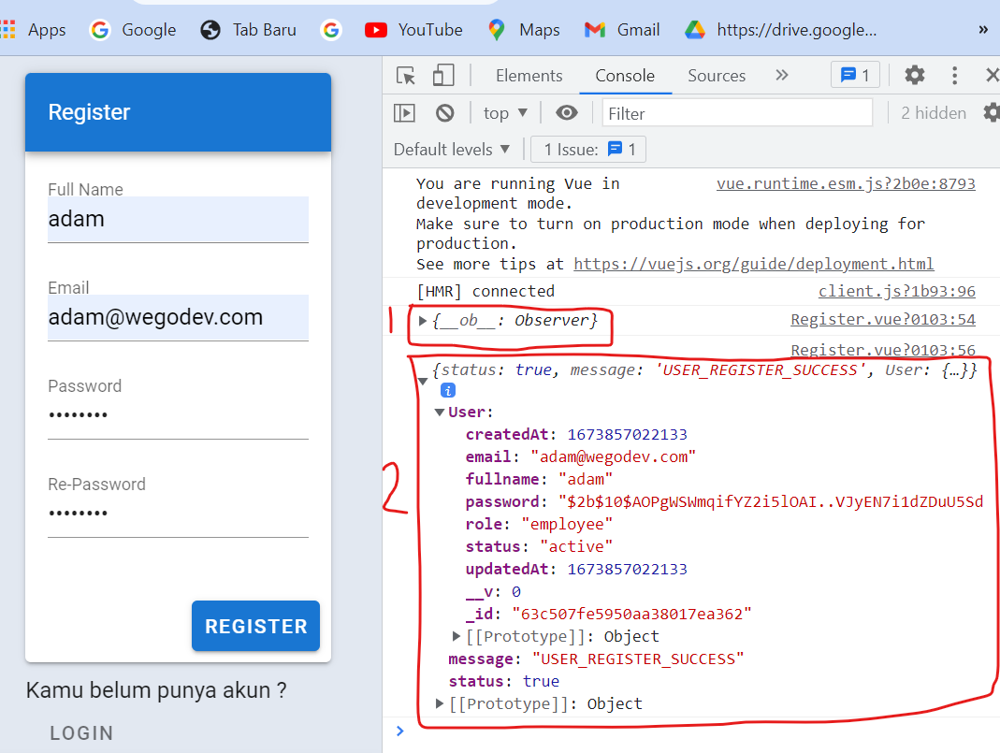 Apps Google Tab Baru YouTube Maps Gmail https://drive.google... »
Register
Full Name
adam
Email
adam@wegodev.com
Password
••••••••
Re-Password
••••••••
REGISTER
Kamu belum punya akun ?
LOGIN
Elements Console Sources » 1
top ▼ Filter 2 hidden
Default levels ▼ 1 Issue: 1
You are running Vue in vue.runtime.esm.js?2b0e:8793
development mode.
Make sure to turn on production mode when deploying for
production.
See more tips at https://vuejs.org/guide/deployment.html
[HMR] connected client.js?1b93:96
1 ▶{__ob__: Observer} Register.vue?0103:54
Register.vue?0103:56
{status: true, message: 'USER_REGISTER_SUCCESS', User: {…}}
▼ i
▼User:
createdAt: 1673857022133
email: "adam@wegodev.com"
fullname: "adam"
2 password: "$2b$10$AOPgWSWmqifYZ2i5lOAI..VJyEN7i1dZDuU5Sd
role: "employee"
status: "active"
updatedAt: 1673857022133
__v: 0
_id: "63c507fe5950aa38017ea362"
▶[[Prototype]]: Object
message: "USER_REGISTER_SUCCESS"
status: true
▶[[Prototype]]: Object
>